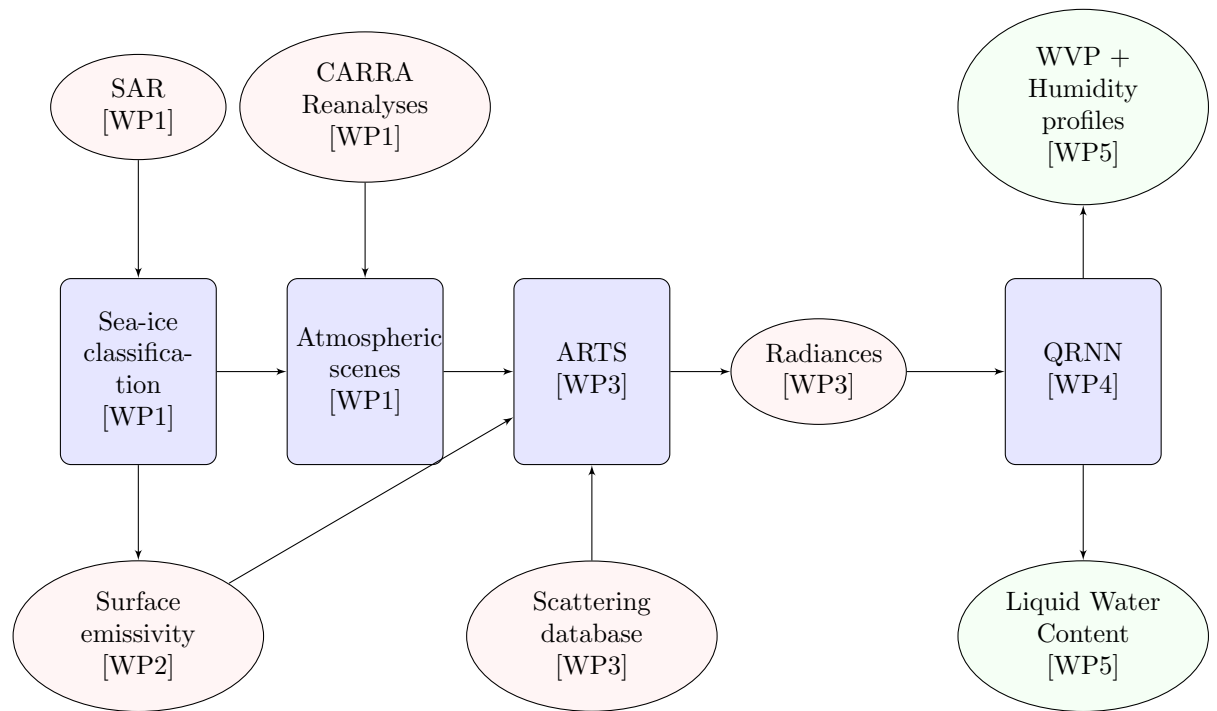 SAR
[WP1]
CARRA
Reanalyses
[WP1]
WVP +
Humidity
profiles
[WP5]
Sea-ice
classifica-
tion
[WP1]
Atmospheric
scenes
[WP1]
ARTS
[WP3]
Radiances
[WP3]
QRNN
[WP4]
Surface
emissivity
[WP2]
Scattering
database
[WP3]
Liquid Water
Content
[WP5]